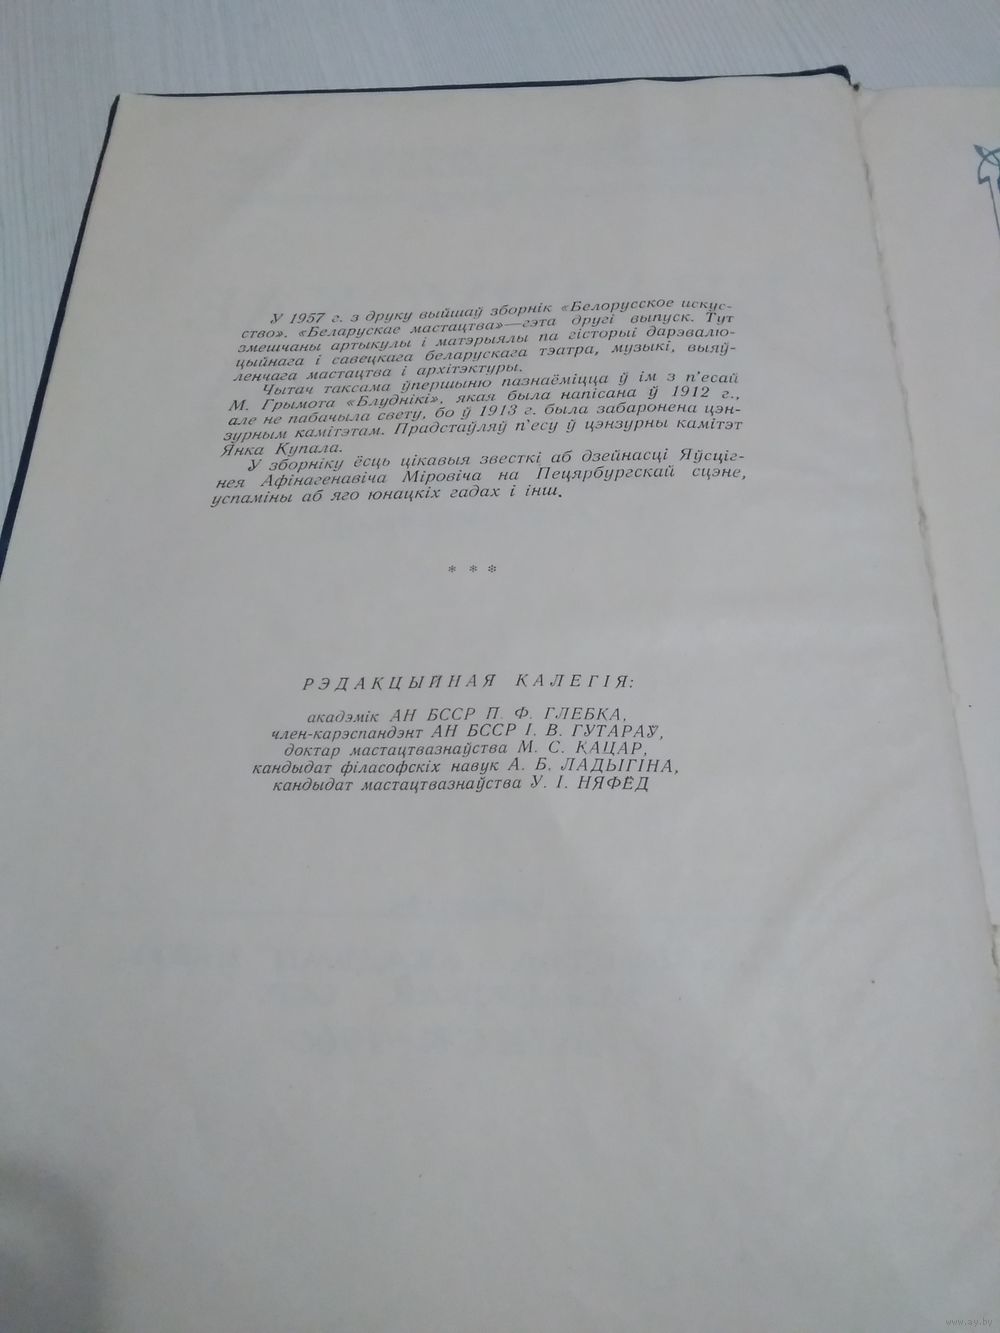 У 1957 г. з друку выйшаў зборнік «Белорусское искус-
ство». «Беларускае мастацтва»—гэта другі выпуск. Тут
змешчаны артыкулы і матэрыялы па гісторыі дарэвалю-
цыйнага і савецкага беларускага тэатра, музыкі, выяў-
ленчага мастацтва і архітэктуры.
Чытач таксама ўпершыню пазнаёміцца ў ім з п'есай
М. Грымота «Блуднікі», якая была напісана ў 1912 г.,
але не пабачыла свету, бо ў 1913 г. была забаронена цэн-
зурным камітэтам. Прадстаўляў п'есу ў цэнзурны камітэт
Янка Купала.
У зборніку ёсць цікавыя звесткі аб дзейнасці Яўсціг-
нея Афінагенавіча Міровіча на Пецярбургскай сцэне,
успаміны аб яго юнацкіх гадах і інш.
* * *
РЭДАКЦЫЙНАЯ КАЛЕГІЯ:
акадэмік АН БССР П. Ф. ГЛЕБКА,
член-карэспандэнт АН БССР І. В. ГУТАРАЎ,
доктар мастацтвазнаўства М. С. КАЦАР,
кандыдат філасофскіх навук А. Б. ЛАДЫГІНА,
кандыдат мастацтвазнаўства У. І. НЯФЁД
www.ay.by